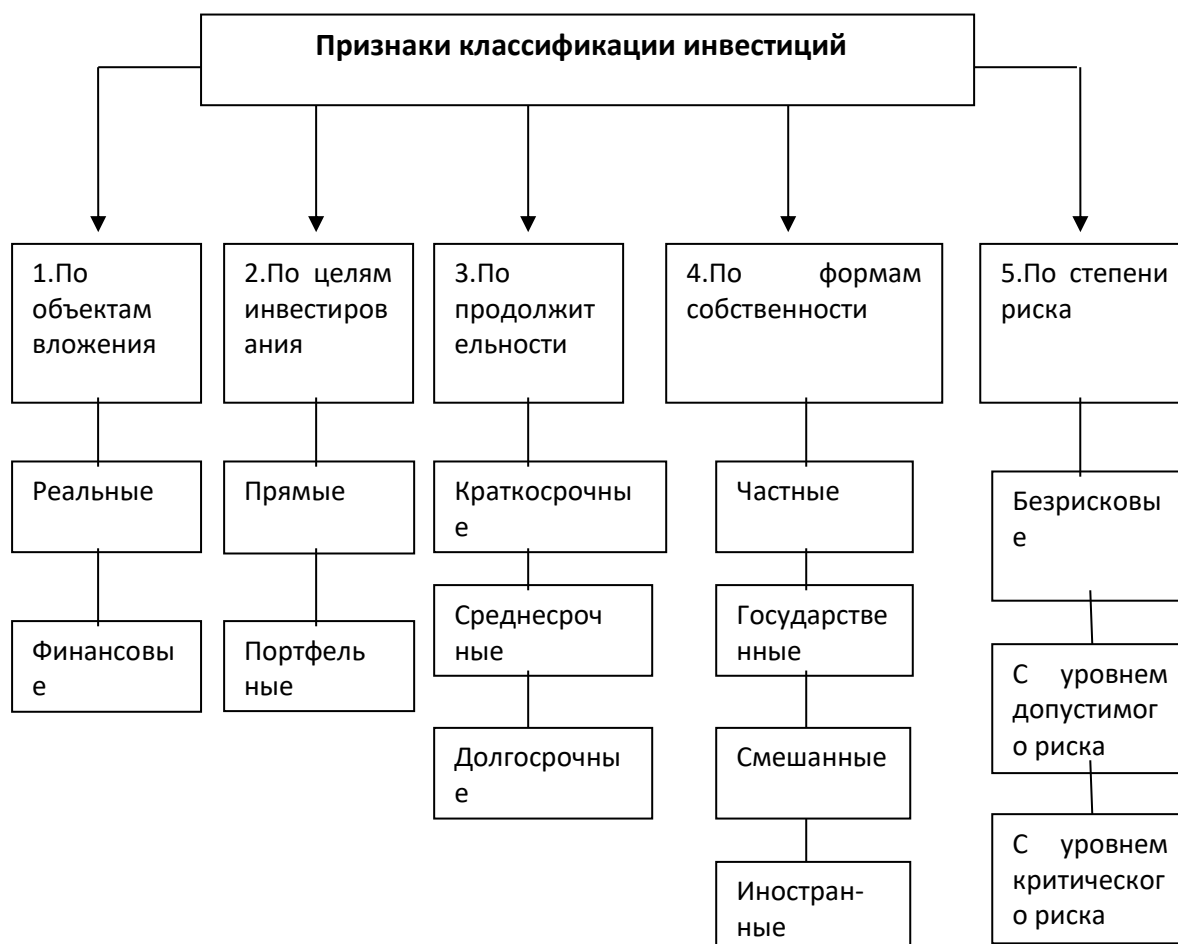 Признаки классификации инвестиций
1.По
объектам
вложения
2.По целям
инвестиров
ания
3.По
продолжит
ельности
4.По формам
собственности
5.По степени
риска
Реальные
Финансовы
е
Прямые
Портфель
ные
Краткосрочны
е
Среднесроч
ные
Долгосрочны
е
Частные
Государстве
нные
Смешанные
Иностран-
ные
Безрисковы
е
С уровнем
допустимог
о риска
С уровнем
критическог
о риска